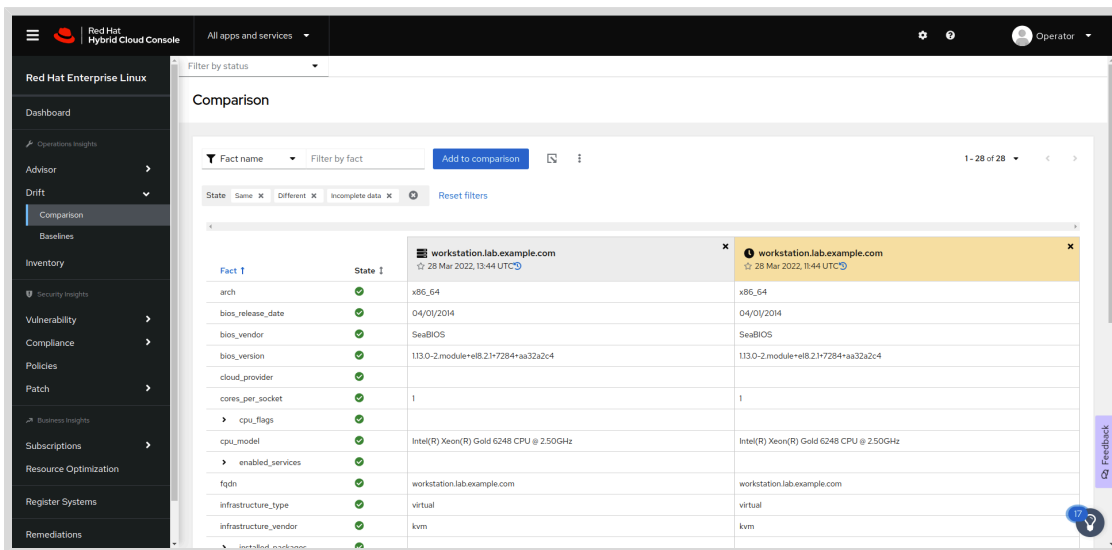 Red Hat
Hybrid Cloud Console
All apps and services
Operator
Red Hat Enterprise Linux
Dashboard
Operations Insights
Advisor
Drift
Comparison
Baselines
Inventory
Security Insights
Vulnerability
Compliance
Policies
Patch
Business Insights
Subscriptions
Resource Optimization
Register Systems
Remediations
Filter by status
Comparison
Fact name Filter by fact Add to comparison 1 - 28 of 28
State Same Different Incomplete data Reset filters
workstation.lab.example.com workstation.lab.example.com
28 Mar 2022, 13:44 UTC 28 Mar 2022, 11:44 UTC
Fact State
arch x86_64 x86_64
bios_release_date 04/01/2014 04/01/2014
bios_vendor SeaBIOS SeaBIOS
bios_version 1.13.0-2.module+el8.2.1+7284+aa32a2c4 1.13.0-2.module+el8.2.1+7284+aa32a2c4
cloud_provider
cores_per_socket 1 1
cpu_flags
cpu_model Intel(R) Xeon(R) Gold 6248 CPU @ 2.50GHz Intel(R) Xeon(R) Gold 6248 CPU @ 2.50GHz
enabled_services
fqdn workstation.lab.example.com workstation.lab.example.com
infrastructure_type virtual virtual
infrastructure_vendor kvm kvm
installed_packages
Feedback
17